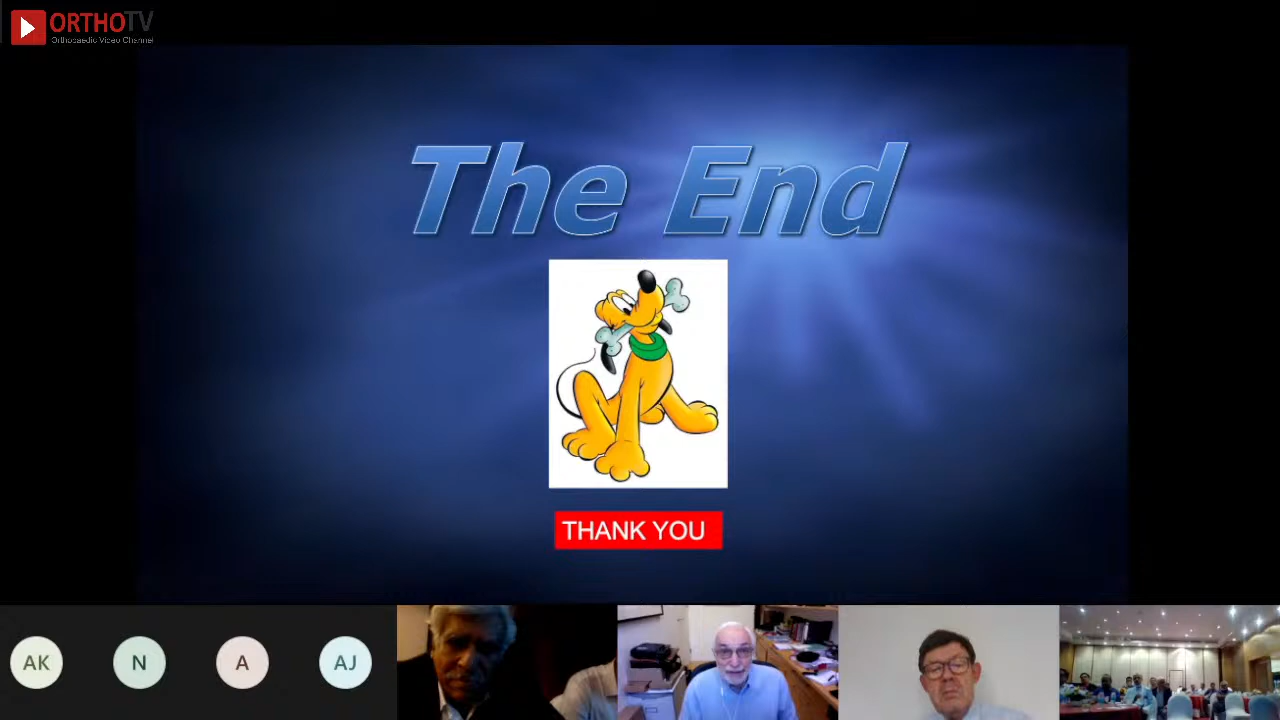 ORTHOTV
Orthopaedic Video Channel
The End
THANK YOU
AK
N
A
AJ